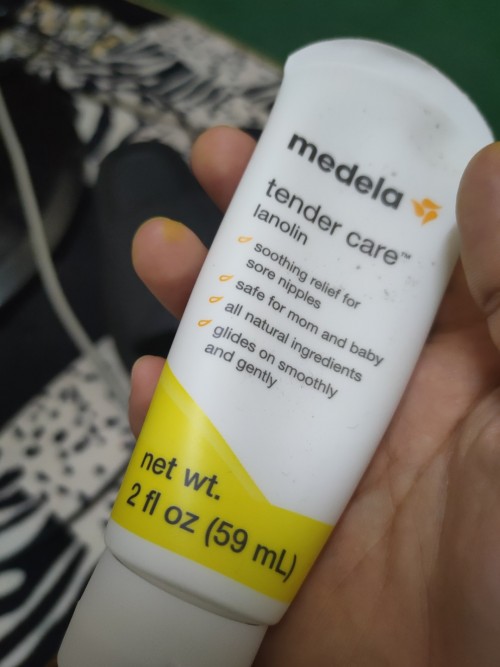 medela
tender care™
lanolin
soothing relief for
sore nipples
safe for mom and baby
all natural ingredients
glides on smoothly
and gently
net wt.
2 fl oz (59 mL)